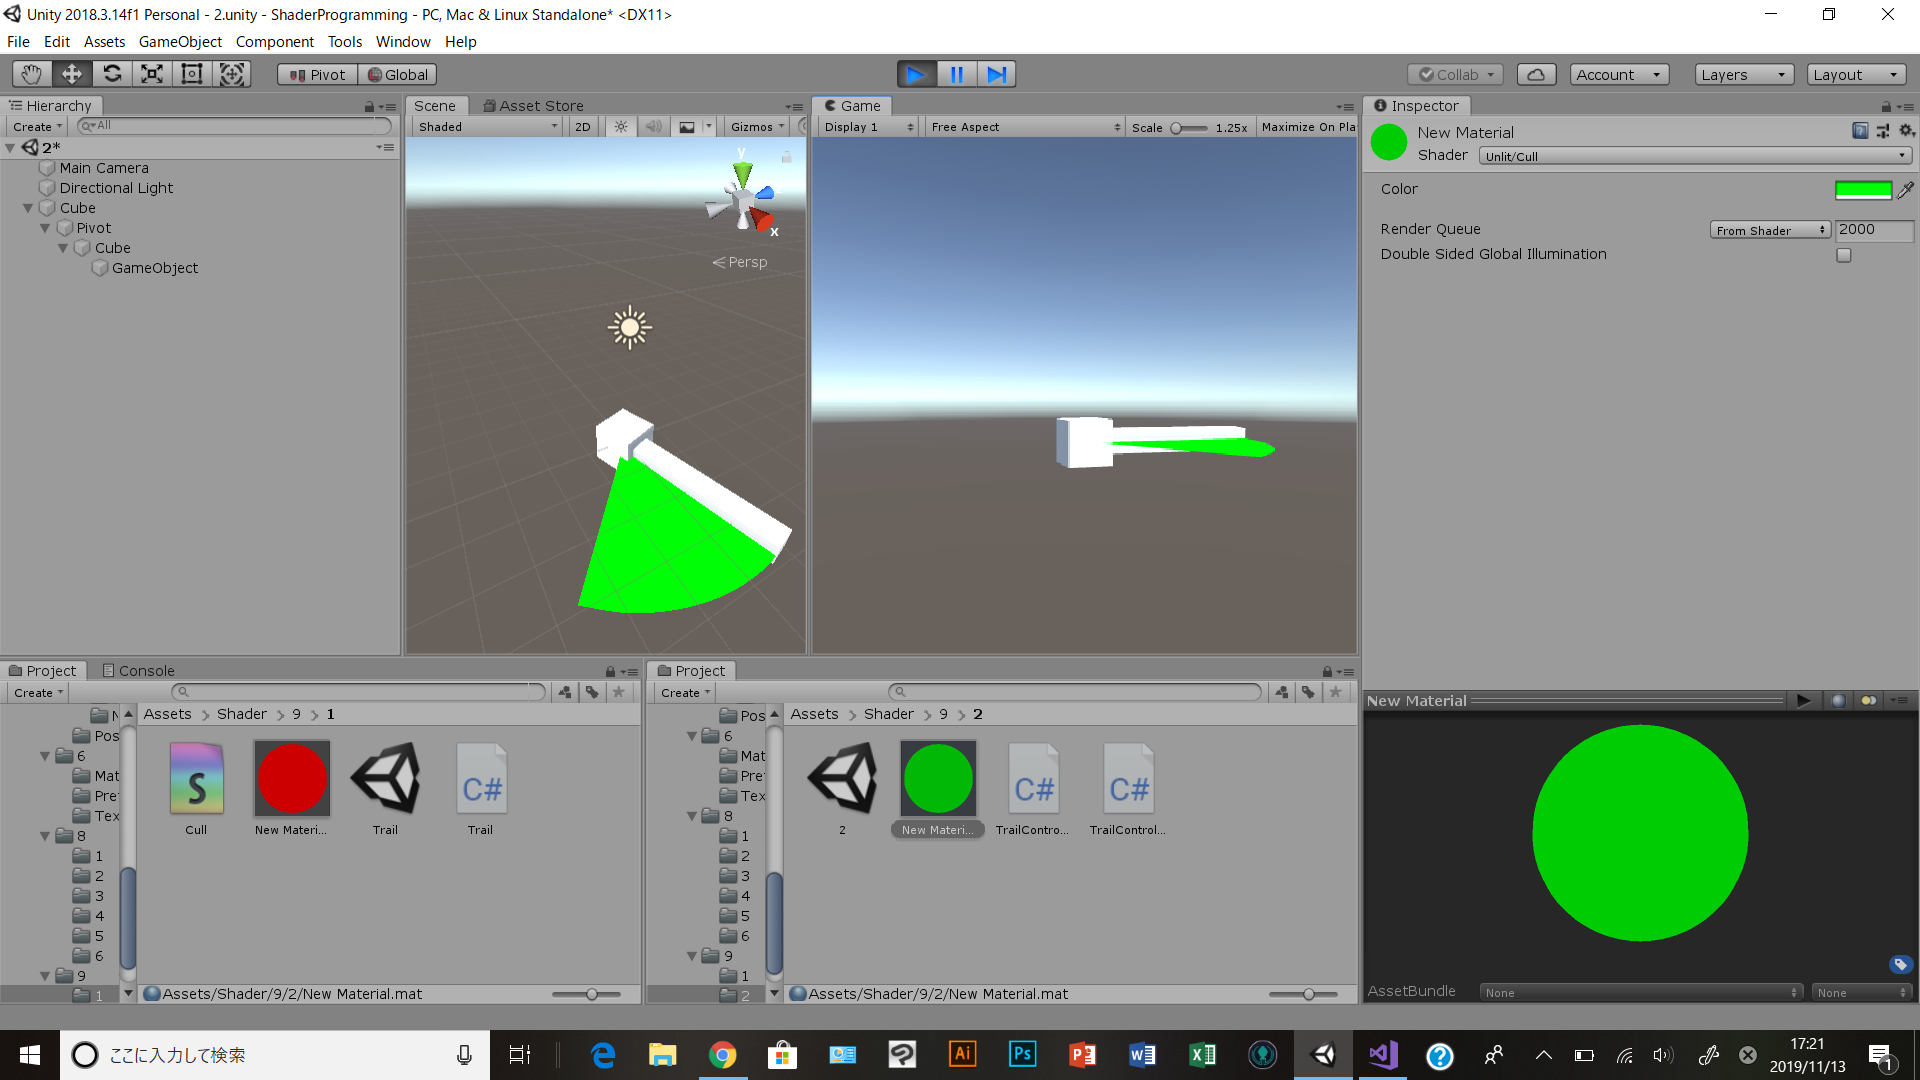 Unity 2018.3.14f1 Personal - 2.unity - ShaderProgramming - PC, Mac & Linux Standalone* <DX11>
File Edit Assets GameObject Component Tools Window Help
Pivot Global Collab Account Layers Layout
Hierarchy
Create All
2*
Main Camera
Directional Light
Cube
Pivot
Cube
GameObject
Scene Asset Store
Shaded 2D Gizmos
y
x
Persp
Game
Display 1 Free Aspect Scale 1.25x Maximize On Pla
Inspector
New Material
Shader Unlit/Cull
Color
Render Queue From Shader 2000
Double Sided Global Illumination
Project Console
Create
Assets Shader 9 1
Pos
6
Mat
Pre
Tex
8
1
2
3
4
5
6
9
1
S
Cull
New Materi...
Trail
C#
Trail
Assets/Shader/9/2/New Material.mat
Project
Create
Assets Shader 9 2
Pos
6
Mat
Pre
Tex
8
1
2
3
4
5
6
9
1
2
2
New Materi...
C#
TrailContro...
C#
TrailControl...
Assets/Shader/9/2/New Material.mat
New Material
AssetBundle None None
ここに入力して検索
Ai
Ps
17:21
2019/11/13
1